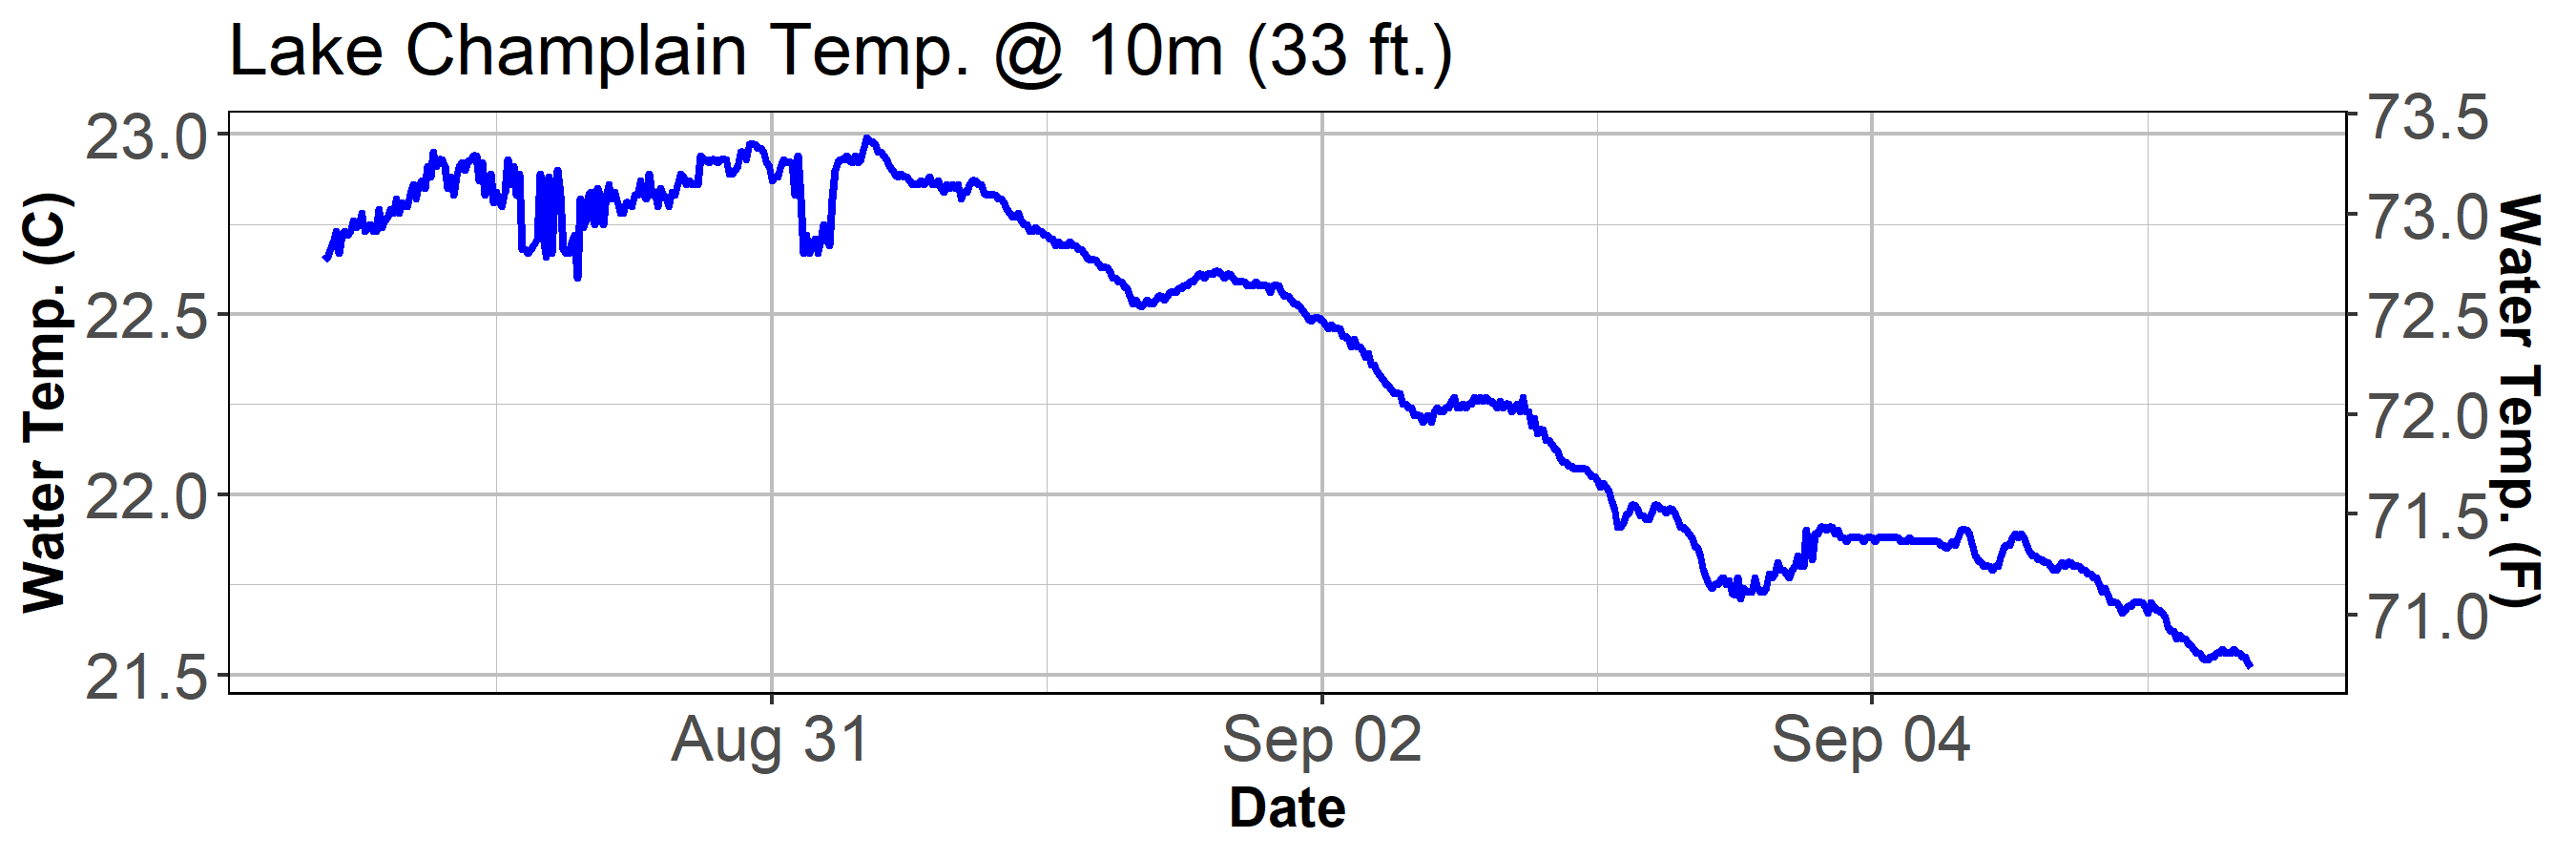 Lake Champlain Temp. @ 10m (33 ft.)
Water Temp. (C)
23.0
22.5
22.0
21.5
73.5
73.0
72.5
72.0
71.5
71.0
Water Temp. (F)
Aug 31
Sep 02
Sep 04
Date